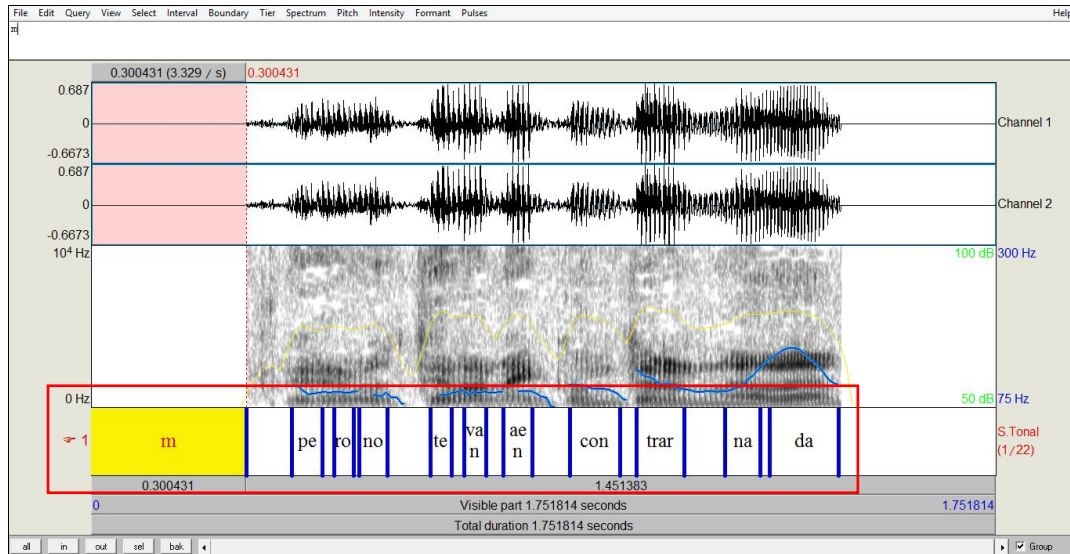 File Edit Query View Select Interval Boundary Tier Spectrum Pitch Intensity Formant Pulses Help
m
0.300431 (3.329 / s) 0.300431
0.687
0
-0.6673
Channel 1
0.687
0
-0.6673
Channel 2
10⁴ Hz 100 dB 300 Hz
0 Hz 50 dB 75 Hz
☞ 1 m pe ro no te van aen con trar na da S.Tonal
(1/22)
0.300431 1.451383
0 Visible part 1.751814 seconds 1.751814
Total duration 1.751814 seconds
all in out sel bak Group